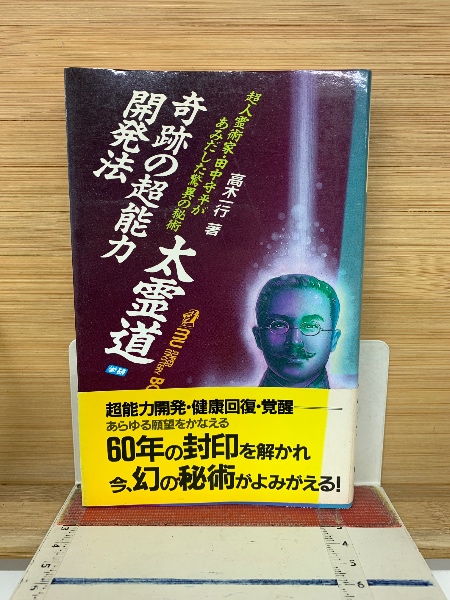 超人霊術家・田中守平が
あみだした驚異の秘術
高木一行 著
奇跡の超能力
開発法
太霊道
学研
MU
SUPER
MYSTERY
BO
超能力開発・健康回復・覚醒
あらゆる願望をかなえる
60年の封印を解かれ
今、幻の秘術がよみがえる!